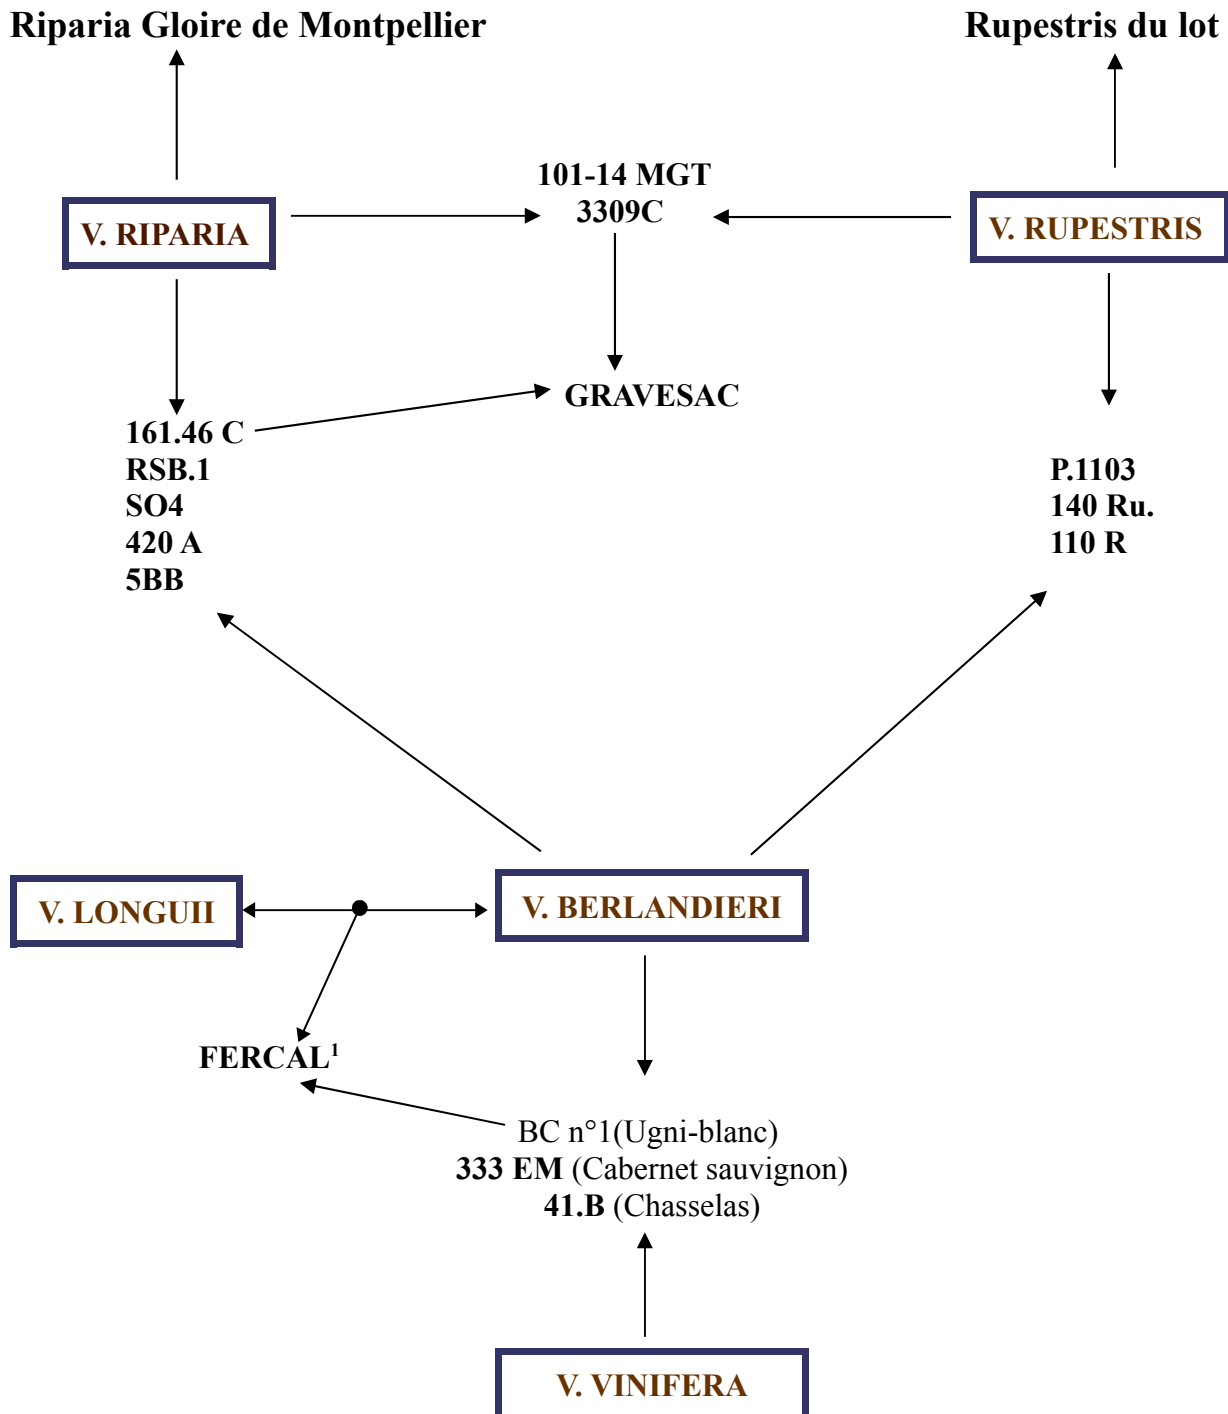 Riparia Gloire de Montpellier
Rupestris du lot
101-14 MGT
3309C
V. RIPARIA
V. RUPESTRIS
GRAVESAC
161.46 C
RSB.1
SO4
420 A
5BB
P.1103
140 Ru.
110 R
V. LONGUII
V. BERLANDIERI
FERCAL¹
BC n°1(Ugni-blanc)
333 EM (Cabernet sauvignon)
41.B (Chasselas)
V. VINIFERA